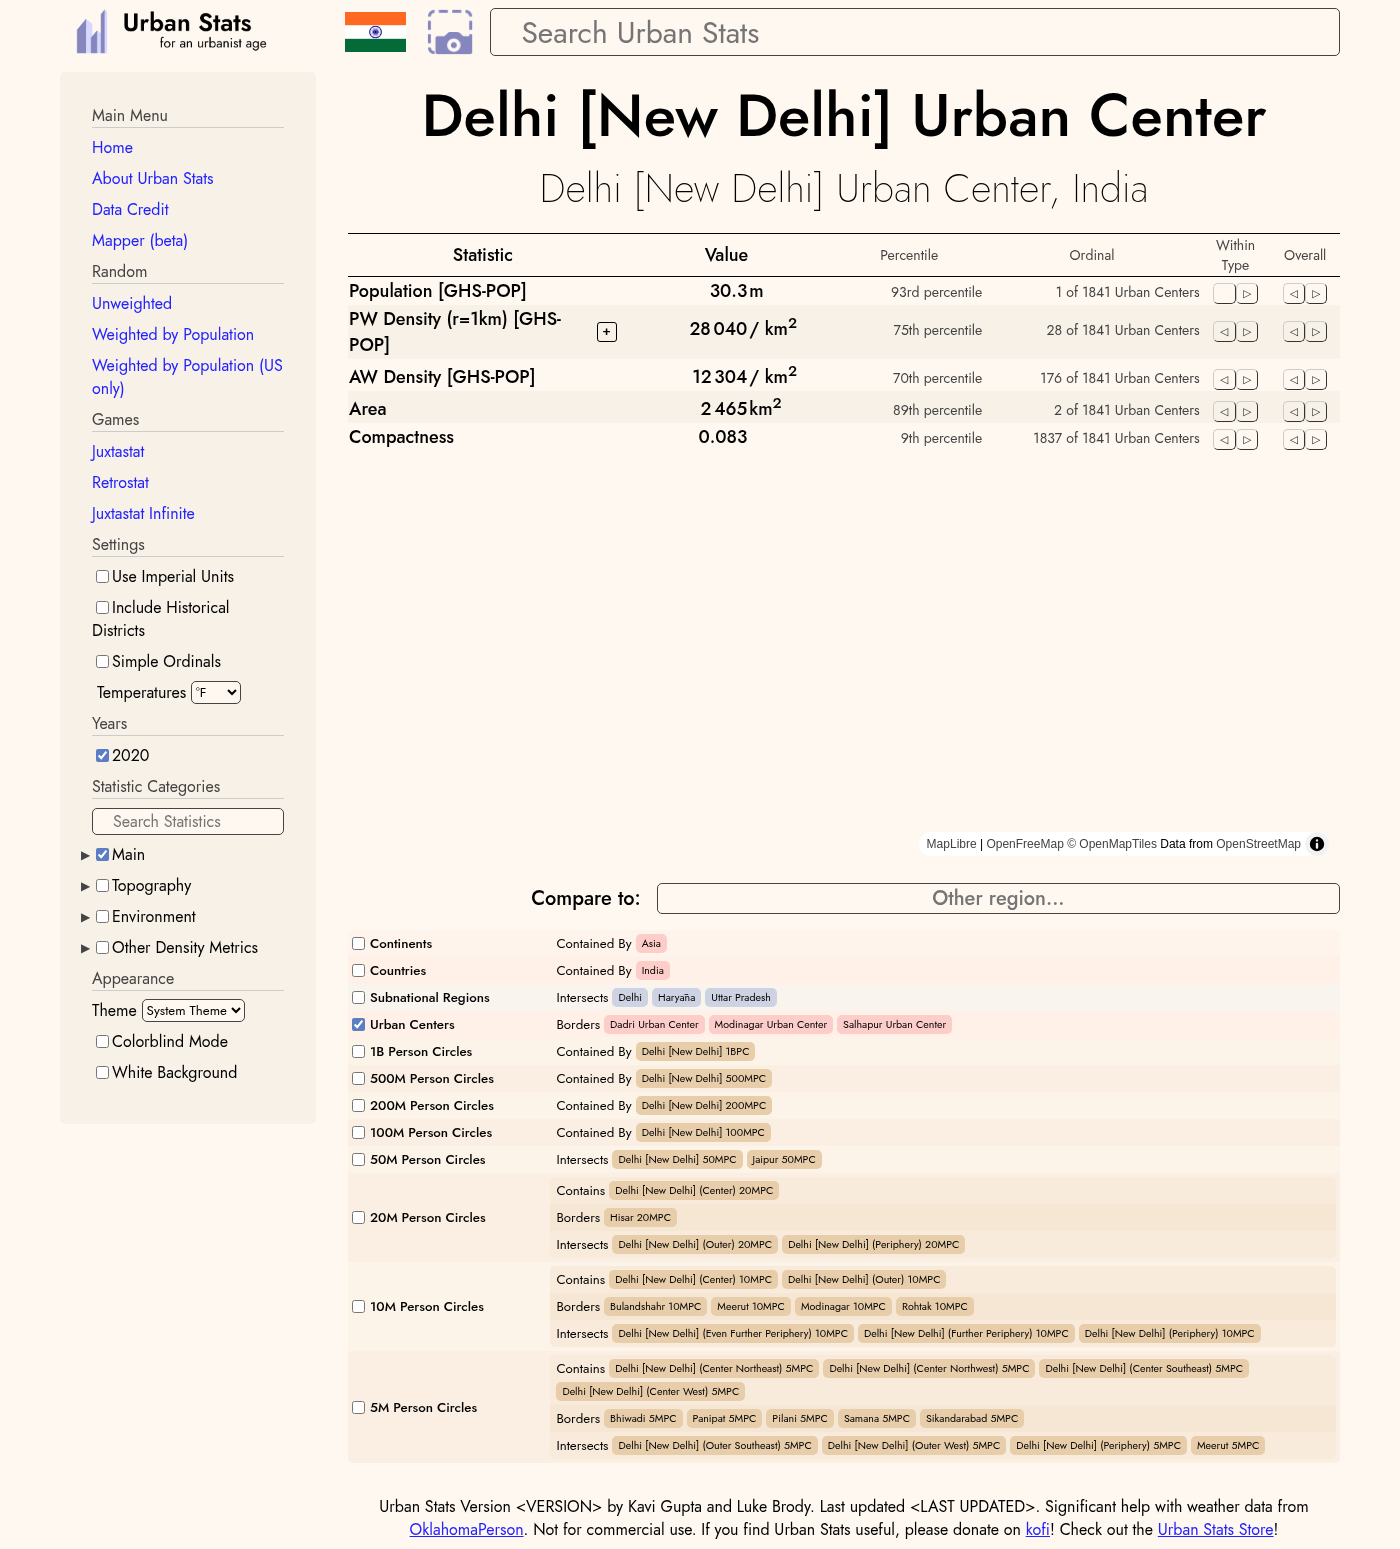 Urban Stats
for an urbanist age
Search Urban Stats
Main Menu
Home
About Urban Stats
Data Credit
Mapper (beta)
Random
Unweighted
Weighted by Population
Weighted by Population (US
only)
Games
Juxtastat
Retrostat
Juxtastat Infinite
Settings
Use Imperial Units
Include Historical
Districts
Simple Ordinals
Temperatures °F
Years
2020
Statistic Categories
Search Statistics
Main
Topography
Environment
Other Density Metrics
Appearance
Theme System Theme
Colorblind Mode
White Background
Delhi [New Delhi] Urban Center
Delhi [New Delhi] Urban Center, India
Statistic Value Percentile Ordinal Within Type Overall
Population [GHS-POP] 30.3 m 93rd percentile 1 of 1841 Urban Centers
PW Density (r=1km) [GHS-
POP] + 28 040 / km² 75th percentile 28 of 1841 Urban Centers
AW Density [GHS-POP] 12 304 / km² 70th percentile 176 of 1841 Urban Centers
Area 2 465 km² 89th percentile 2 of 1841 Urban Centers
Compactness 0.083 9th percentile 1837 of 1841 Urban Centers
MapLibre | OpenFreeMap © OpenMapTiles Data from OpenStreetMap
Compare to: Other region...
Continents Contained By Asia
Countries Contained By India
Subnational Regions Intersects Delhi Haryāna Uttar Pradesh
Urban Centers Borders Dadri Urban Center Modinagar Urban Center Salhapur Urban Center
1B Person Circles Contained By Delhi [New Delhi] 1BPC
500M Person Circles Contained By Delhi [New Delhi] 500MPC
200M Person Circles Contained By Delhi [New Delhi] 200MPC
100M Person Circles Contained By Delhi [New Delhi] 100MPC
50M Person Circles Intersects Delhi [New Delhi] 50MPC Jaipur 50MPC
20M Person Circles
Contains Delhi [New Delhi] (Center) 20MPC
Borders Hisar 20MPC
Intersects Delhi [New Delhi] (Outer) 20MPC Delhi [New Delhi] (Periphery) 20MPC
10M Person Circles
Contains Delhi [New Delhi] (Center) 10MPC Delhi [New Delhi] (Outer) 10MPC
Borders Bulandshahr 10MPC Meerut 10MPC Modinagar 10MPC Rohtak 10MPC
Intersects Delhi [New Delhi] (Even Further Periphery) 10MPC Delhi [New Delhi] (Further Periphery) 10MPC Delhi [New Delhi] (Periphery) 10MPC
5M Person Circles
Contains Delhi [New Delhi] (Center Northeast) 5MPC Delhi [New Delhi] (Center Northwest) 5MPC Delhi [New Delhi] (Center Southeast) 5MPC
Delhi [New Delhi] (Center West) 5MPC
Borders Bhiwadi 5MPC Panipat 5MPC Pilani 5MPC Samana 5MPC Sikandarabad 5MPC
Intersects Delhi [New Delhi] (Outer Southeast) 5MPC Delhi [New Delhi] (Outer West) 5MPC Delhi [New Delhi] (Periphery) 5MPC Meerut 5MPC
Urban Stats Version <VERSION> by Kavi Gupta and Luke Brody. Last updated <LAST UPDATED>. Significant help with weather data from
OklahomaPerson. Not for commercial use. If you find Urban Stats useful, please donate on kofi! Check out the Urban Stats Store!